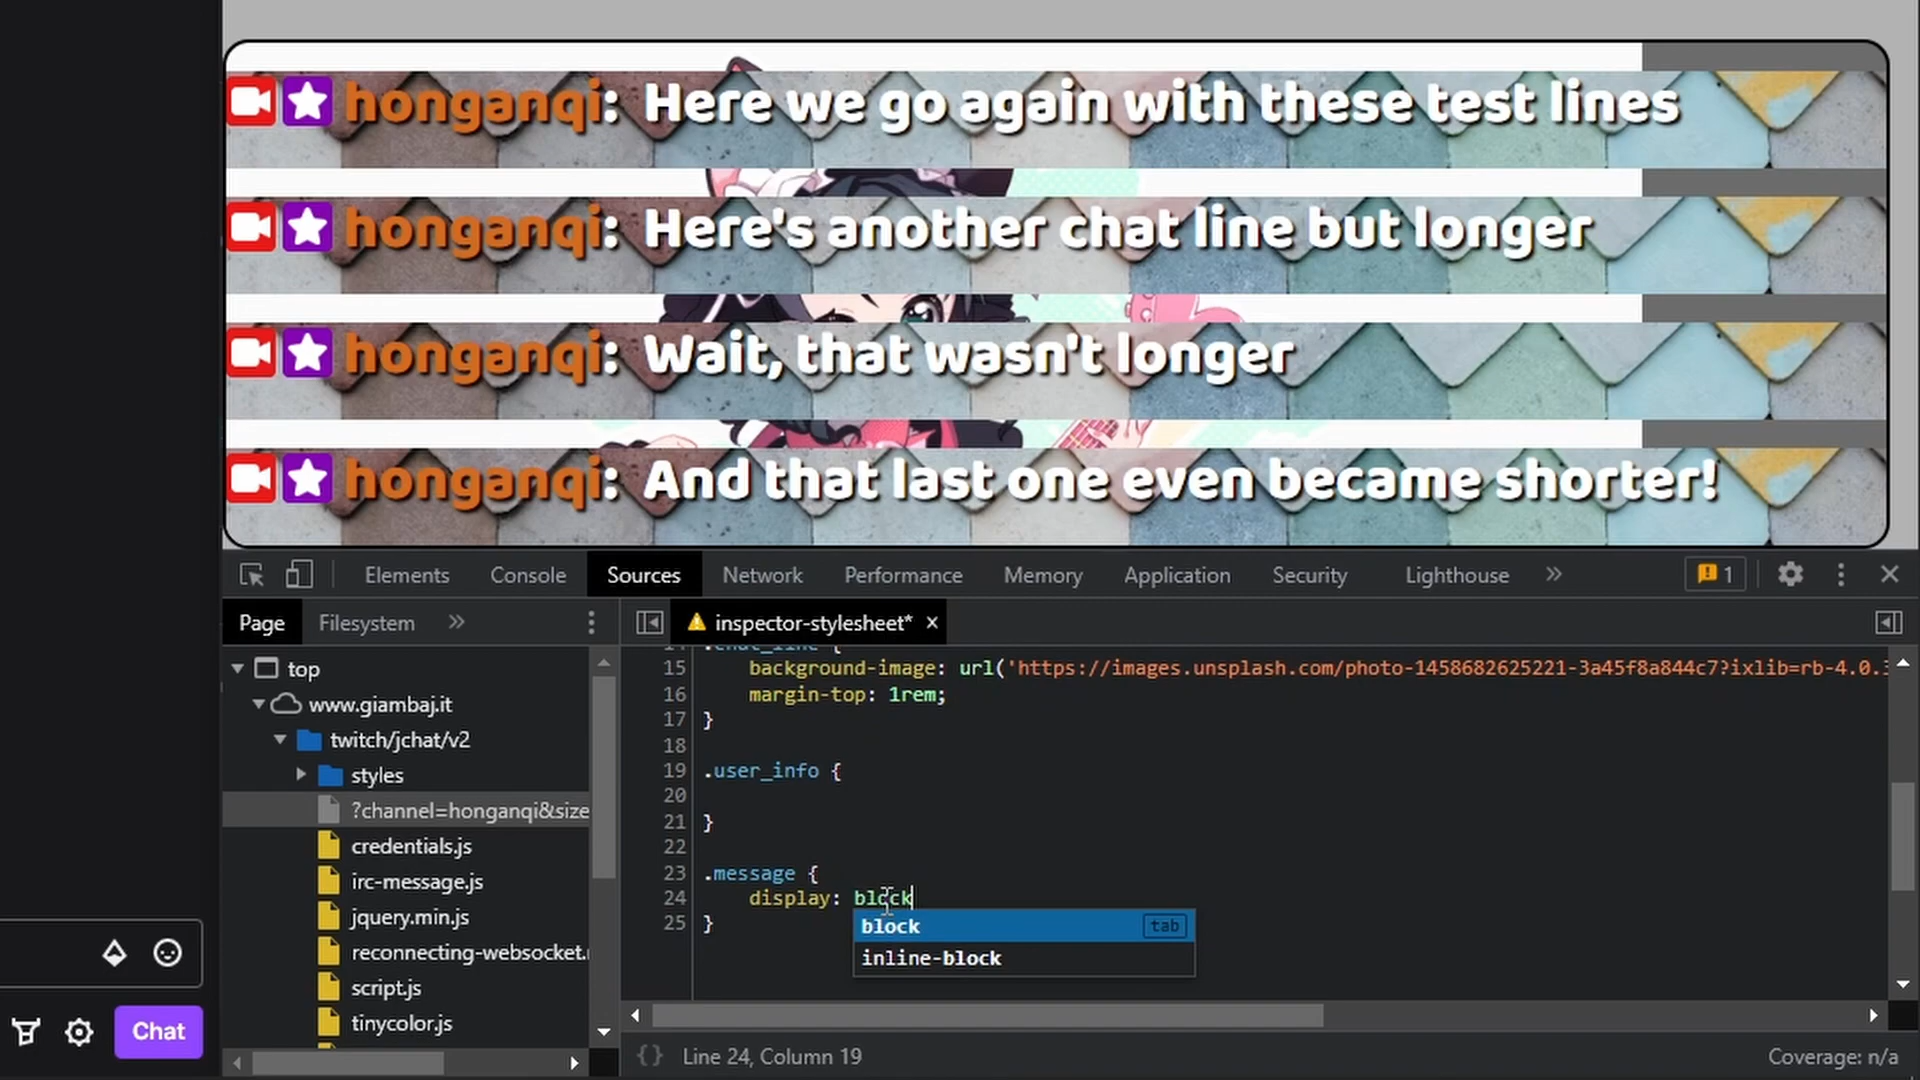 honganqi: Here we go again with these test lines
honganqi: Here's another chat line but longer
honganqi: Wait, that wasn't longer
honganqi: And that last one even became shorter!
Elements Console Sources Network Performance Memory Application Security Lighthouse » 1
Page Filesystem » inspector-stylesheet* ×
top
www.giambaj.it
twitch/jchat/v2
styles
?channel=honganqi&size
credentials.js
irc-message.js
jquery.min.js
reconnecting-websocket.
script.js
tinycolor.js
15 background-image: url('https://images.unsplash.com/photo-1458682625221-3a45f8a844c7?ixlib=rb-4.0.
16 margin-top: 1rem;
17 }
18
19 .user_info {
20
21 }
22
23 .message {
24 display: block
25 }
block tab
inline-block
Chat
{} Line 24, Column 19 Coverage: n/a